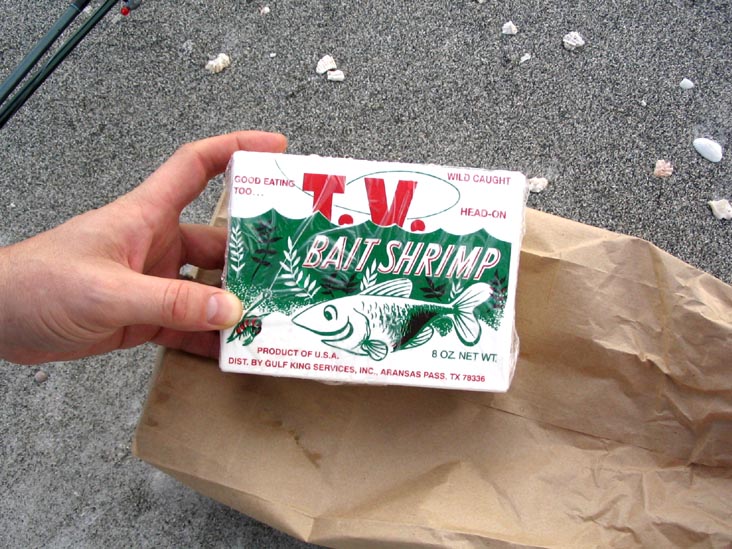 GOOD EATING
TOO...
WILD CAUGHT
T.V.
HEAD-ON
BAIT SHRIMP
PRODUCT OF U.S.A.
8 OZ. NET WT.
DIST. BY GULF KING SERVICES, INC., ARANSAS PASS, TX 78336